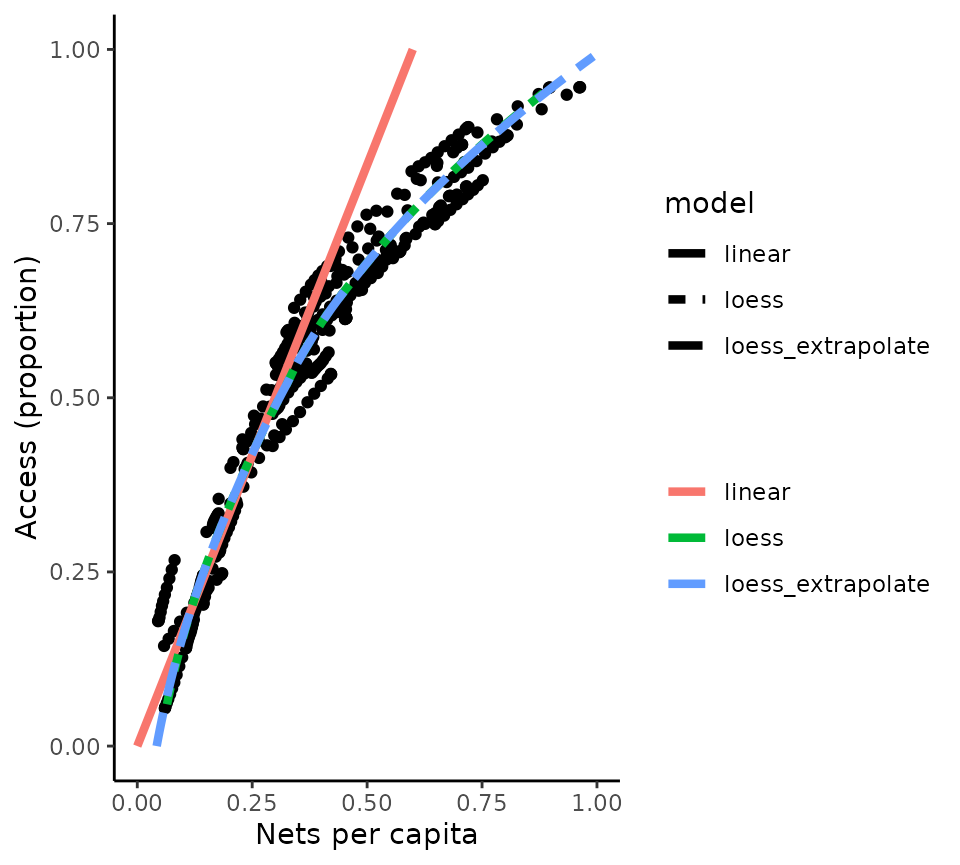 1.00
0.75
0.50
0.25
0.00
Access (proportion)
0.00 0.25 0.50 0.75 1.00
Nets per capita
model
linear
loess
loess_extrapolate
linear
loess
loess_extrapolate